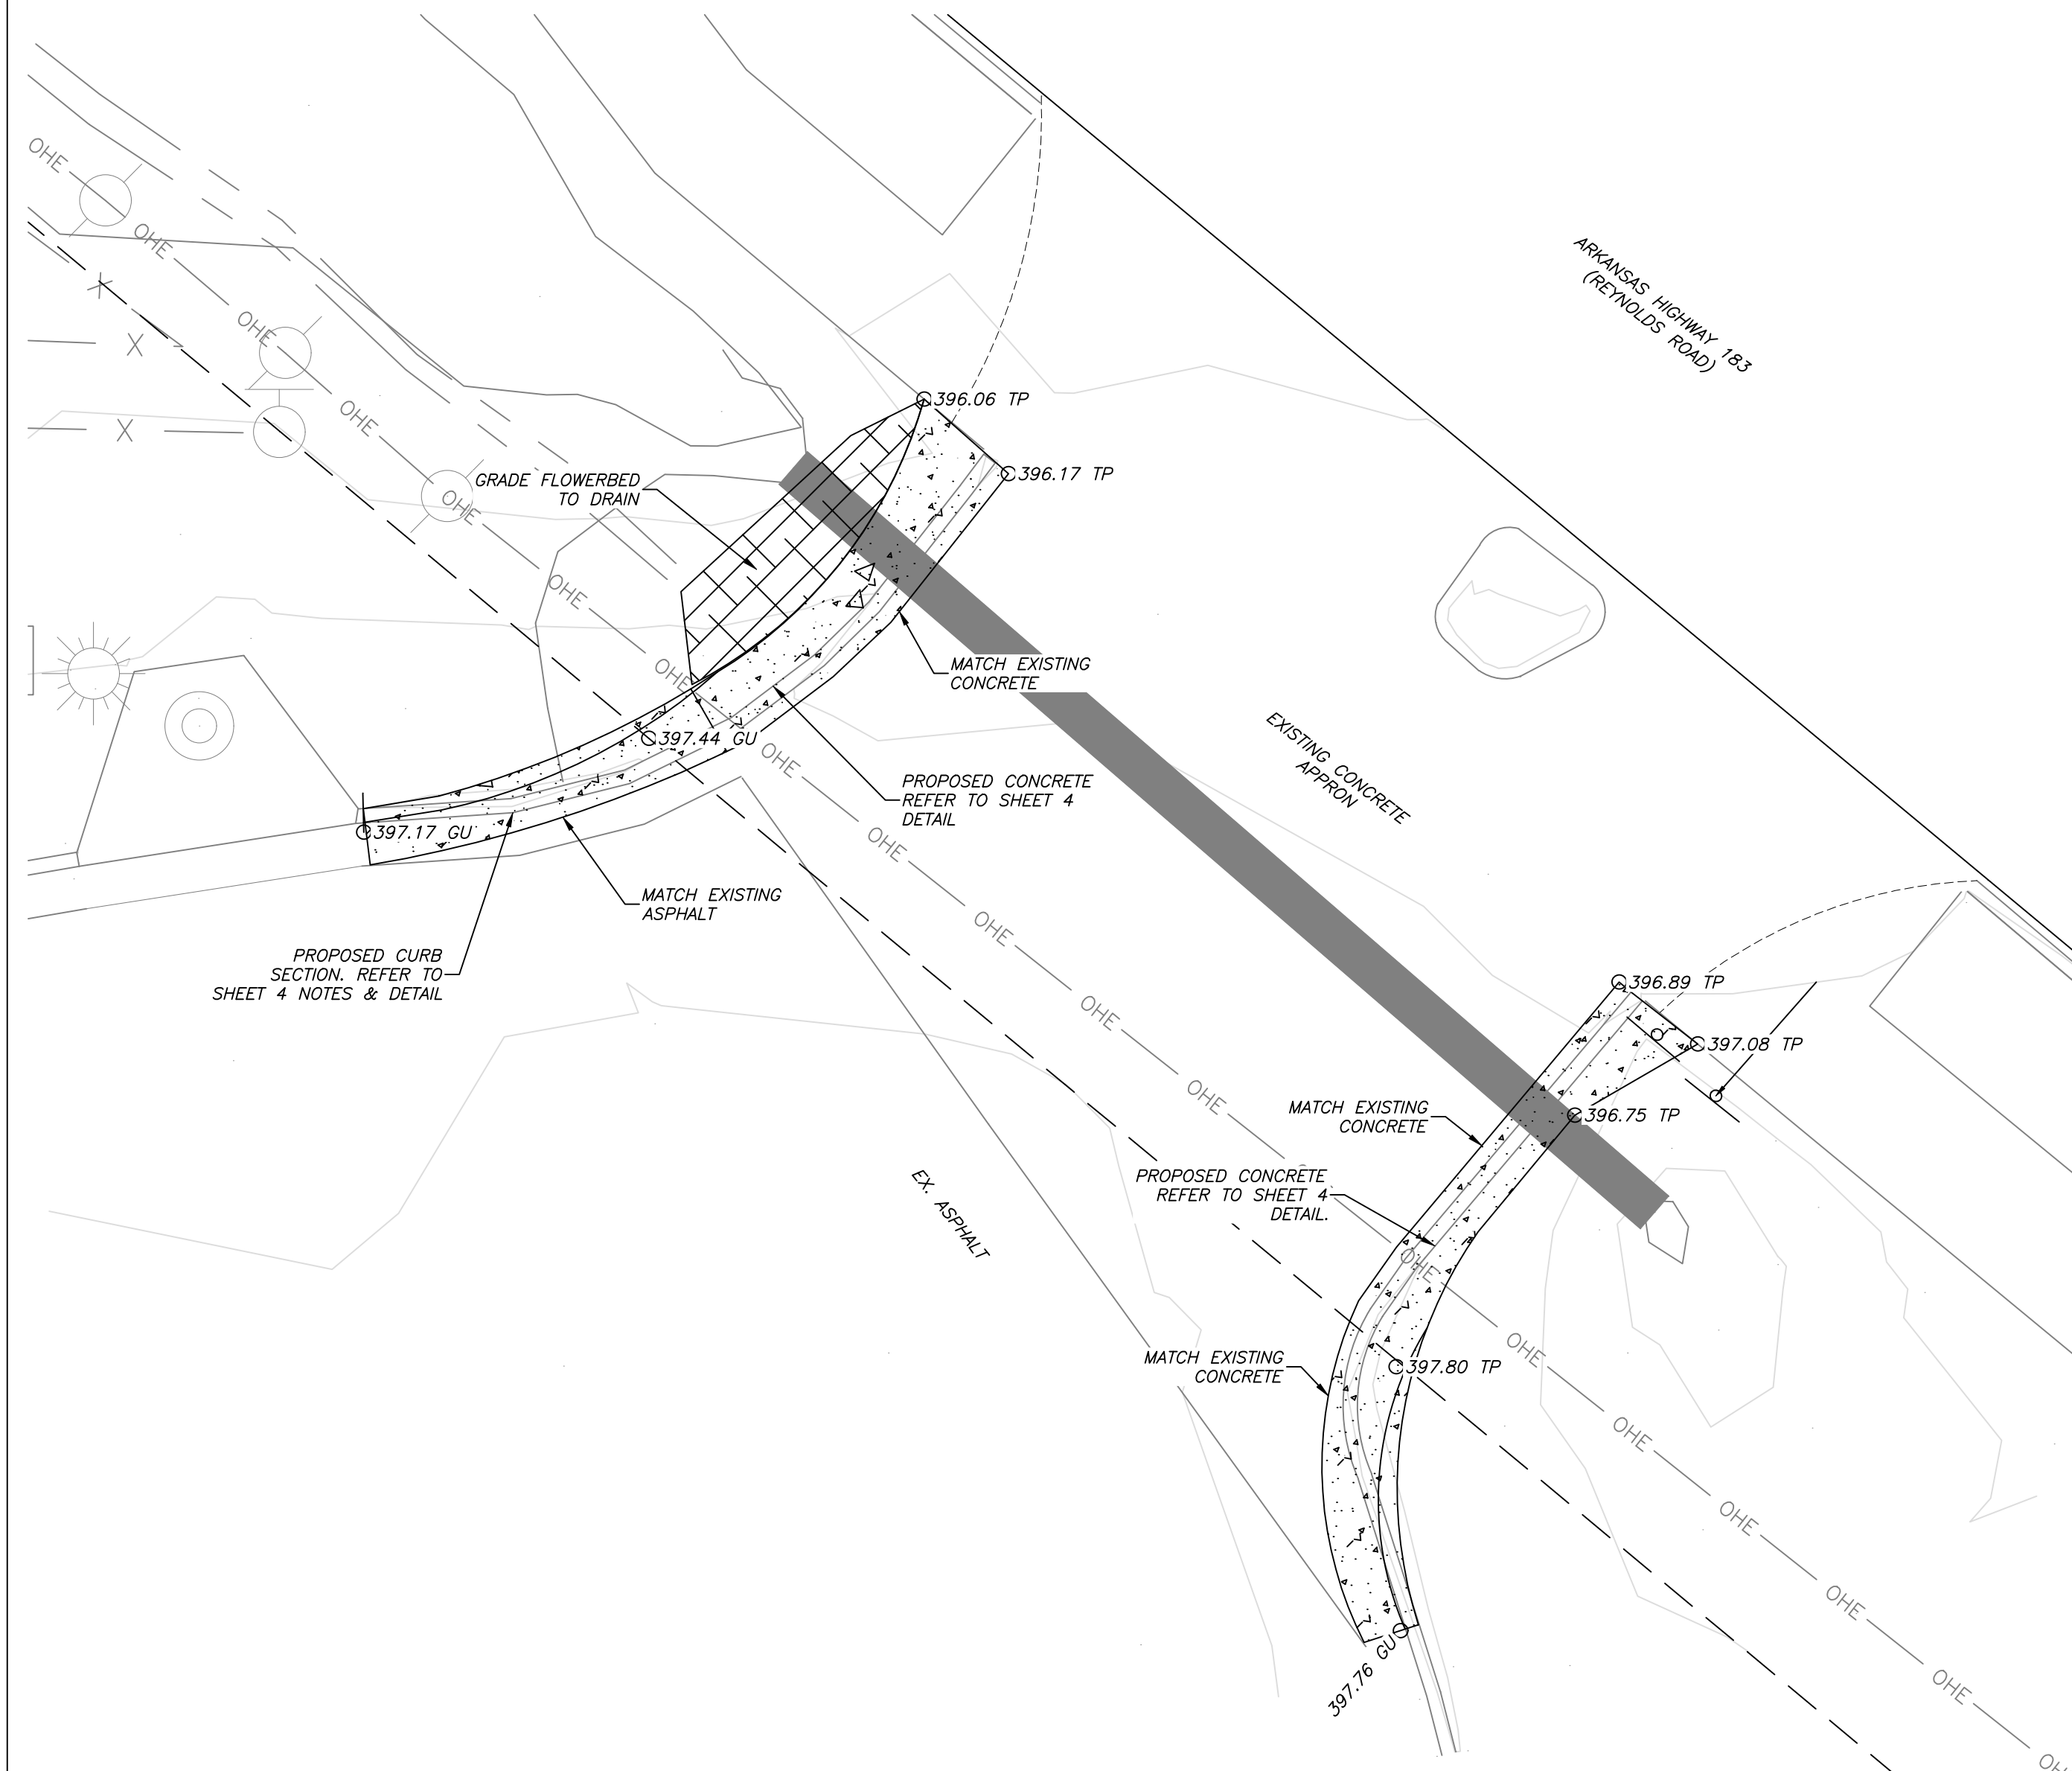 OHE
OHE
ARKANSAS HIGHWAY 183
(REYNOLDS ROAD)
X
OHE
X
OHE
396.06 TP
X
396.17 TP
GRADE FLOWERBED
TO DRAIN
OHE
OHE
MATCH EXISTING
CONCRETE
OHE
EXISTING CONCRETE
APPRON
397.44 GU
OHE
PROPOSED CONCRETE
REFER TO SHEET 4
DETAIL
397.17 GU
OHE
MATCH EXISTING
ASPHALT
OHE
PROPOSED CURB
SECTION. REFER TO
SHEET 4 NOTES & DETAIL
396.89 TP
OHE
397.08 TP
OHE
MATCH EXISTING
CONCRETE
396.75 TP
EX. ASPHALT
PROPOSED CONCRETE
REFER TO SHEET 4
DETAIL.
OHE
OHE
MATCH EXISTING
CONCRETE
397.80 TP
OHE
OHE
OHE
397.76 GU
OHE